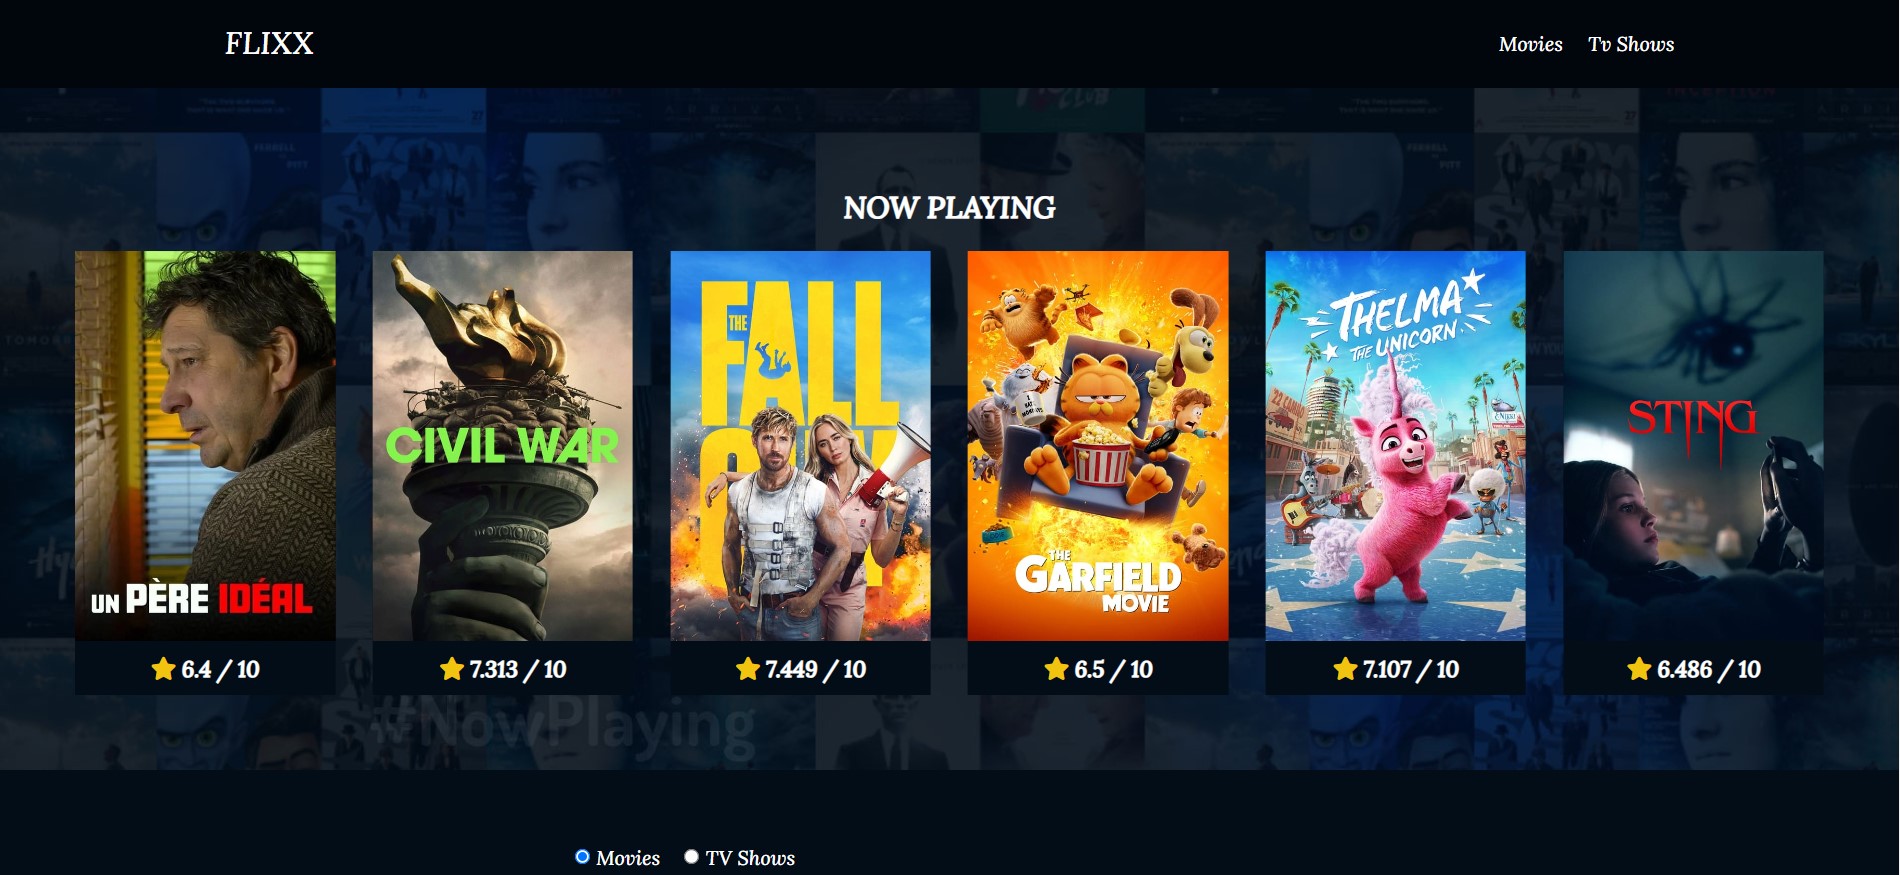 FLIXX
Movies Tv Shows
NOW PLAYING
UN PÈRE IDÉAL
CIVIL WAR
THE
FALL
GUY
THE
GARFIELD
MOVIE
THELMA
THE UNICORN
STING
6.4 / 10
7.313 / 10
7.449 / 10
6.5 / 10
7.107 / 10
6.486 / 10
#NowPlaying
Movies TV Shows